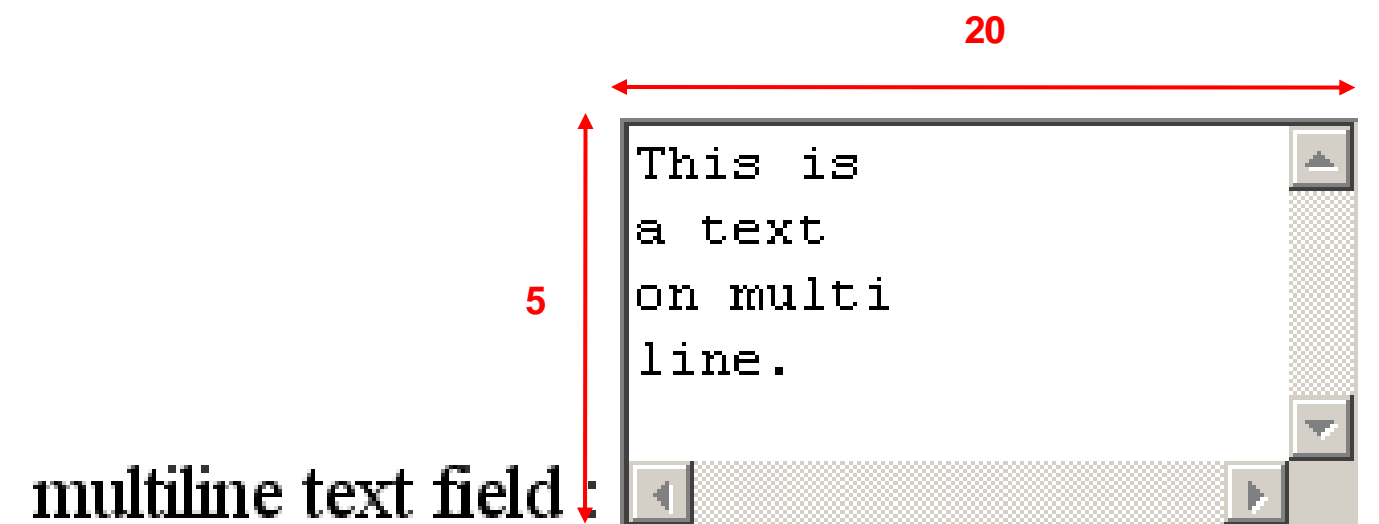 20
This is
a text
on multi
line.
5
multiline text field :